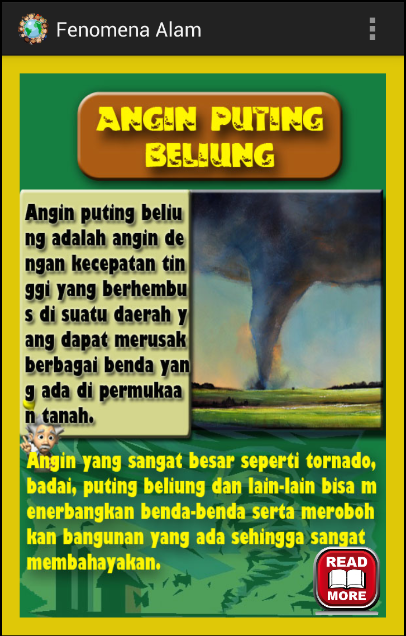 Fenomena Alam
ANGIN PUTING
BELIUNG
Angin puting beliu
ng adalah angin de
ngan kecepatan tin
ggi yang berhembu
s di suatu daerah y
ang dapat merusak
berbagai benda yan
g ada di permukaa
n tanah.
Angin yang sangat besar seperti tornado,
badai, puting beliung dan lain-lain bisa m
enerbangkan benda-benda serta meroboh
kan bangunan yang ada sehingga sangat
membahayakan.
READ
MORE